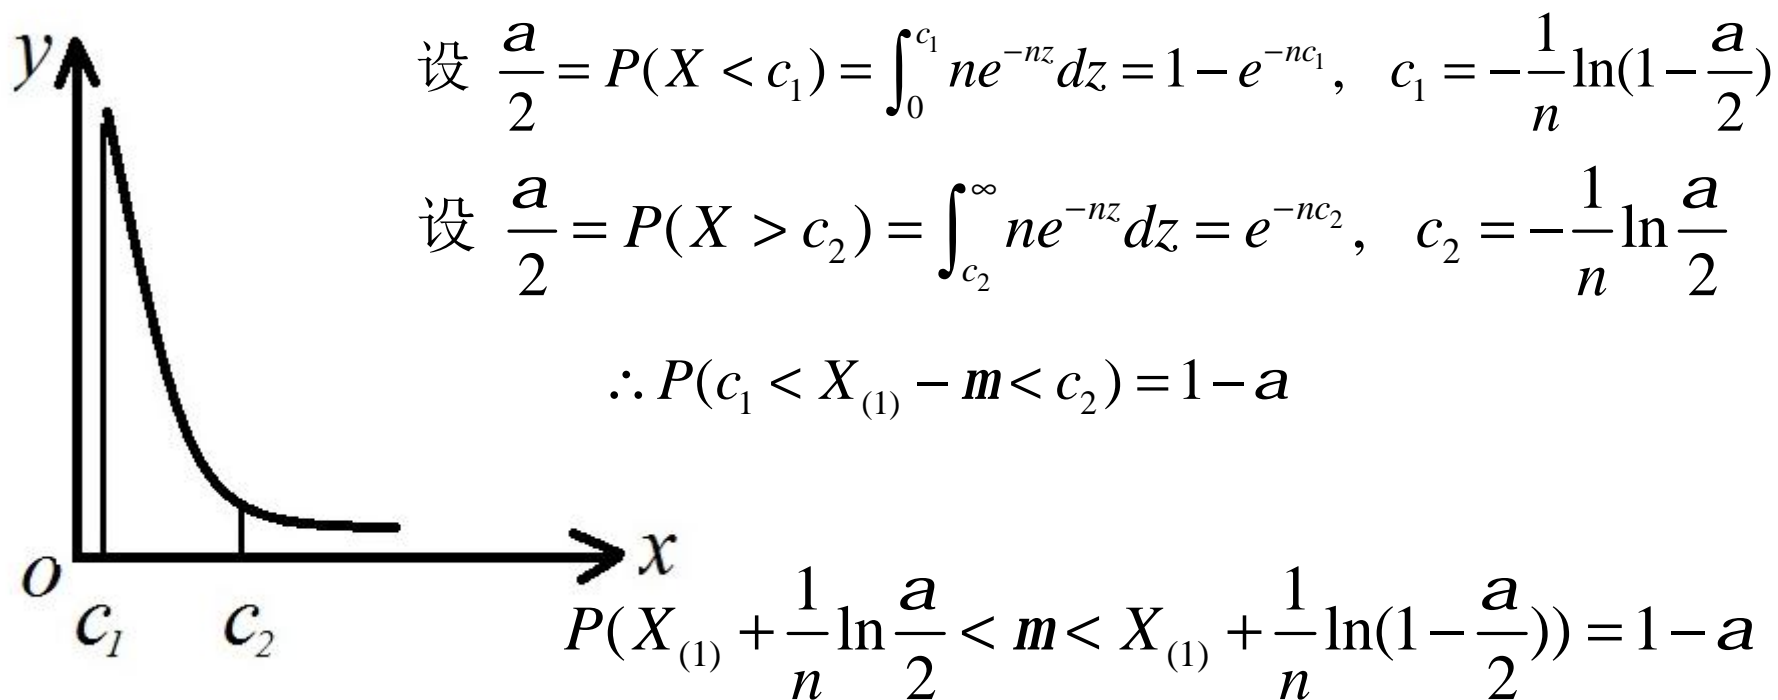 y
设 a/2 = P(X < c₁) = ∫₀^{c₁} ne^{−nz}dz = 1 − e^{−nc₁}, c₁ = −1/n ln(1 − a/2)
设 a/2 = P(X > c₂) = ∫_{c₂}^{∞} ne^{−nz}dz = e^{−nc₂}, c₂ = −1/n ln a/2
∴ P(c₁ < X₍₁₎ − m < c₂) = 1 − a
x
o
c₁ c₂
P(X₍₁₎ + 1/n ln a/2 < m < X₍₁₎ + 1/n ln(1 − a/2)) = 1 − a